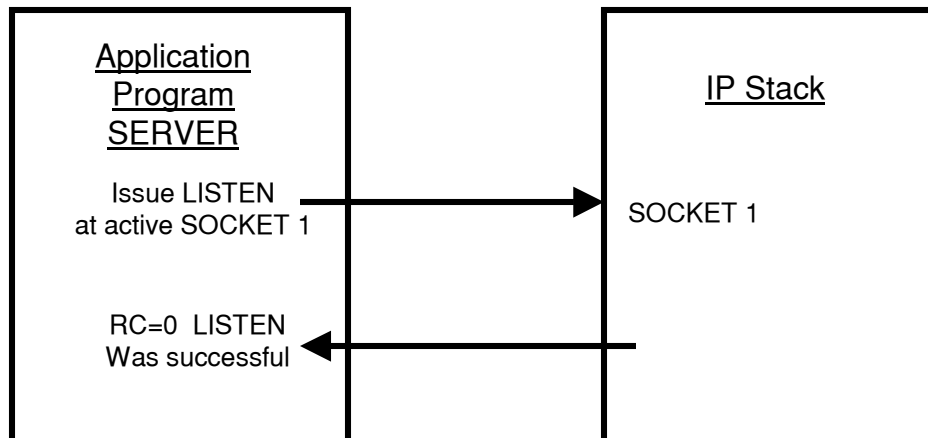 Application
Program
SERVER
Issue LISTEN
at active SOCKET 1
RC=0  LISTEN
Was successful
IP Stack
SOCKET 1